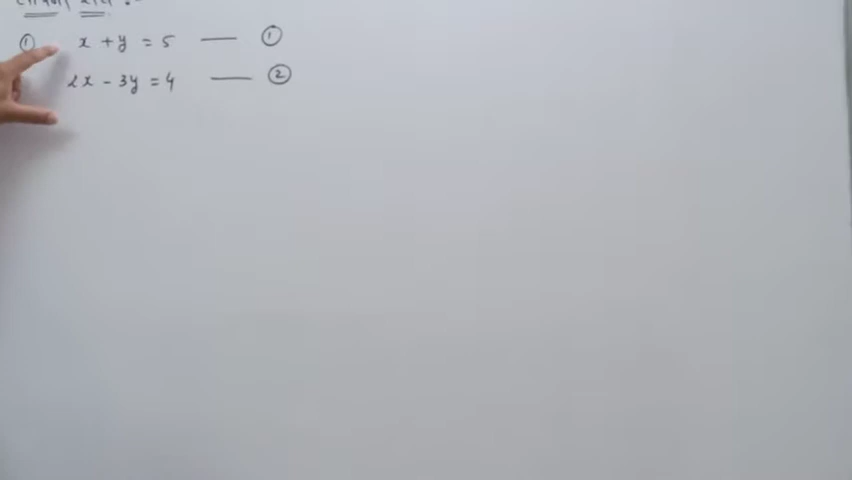 ① x + y = 5 —— ①
2x - 3y = 4 —— ②